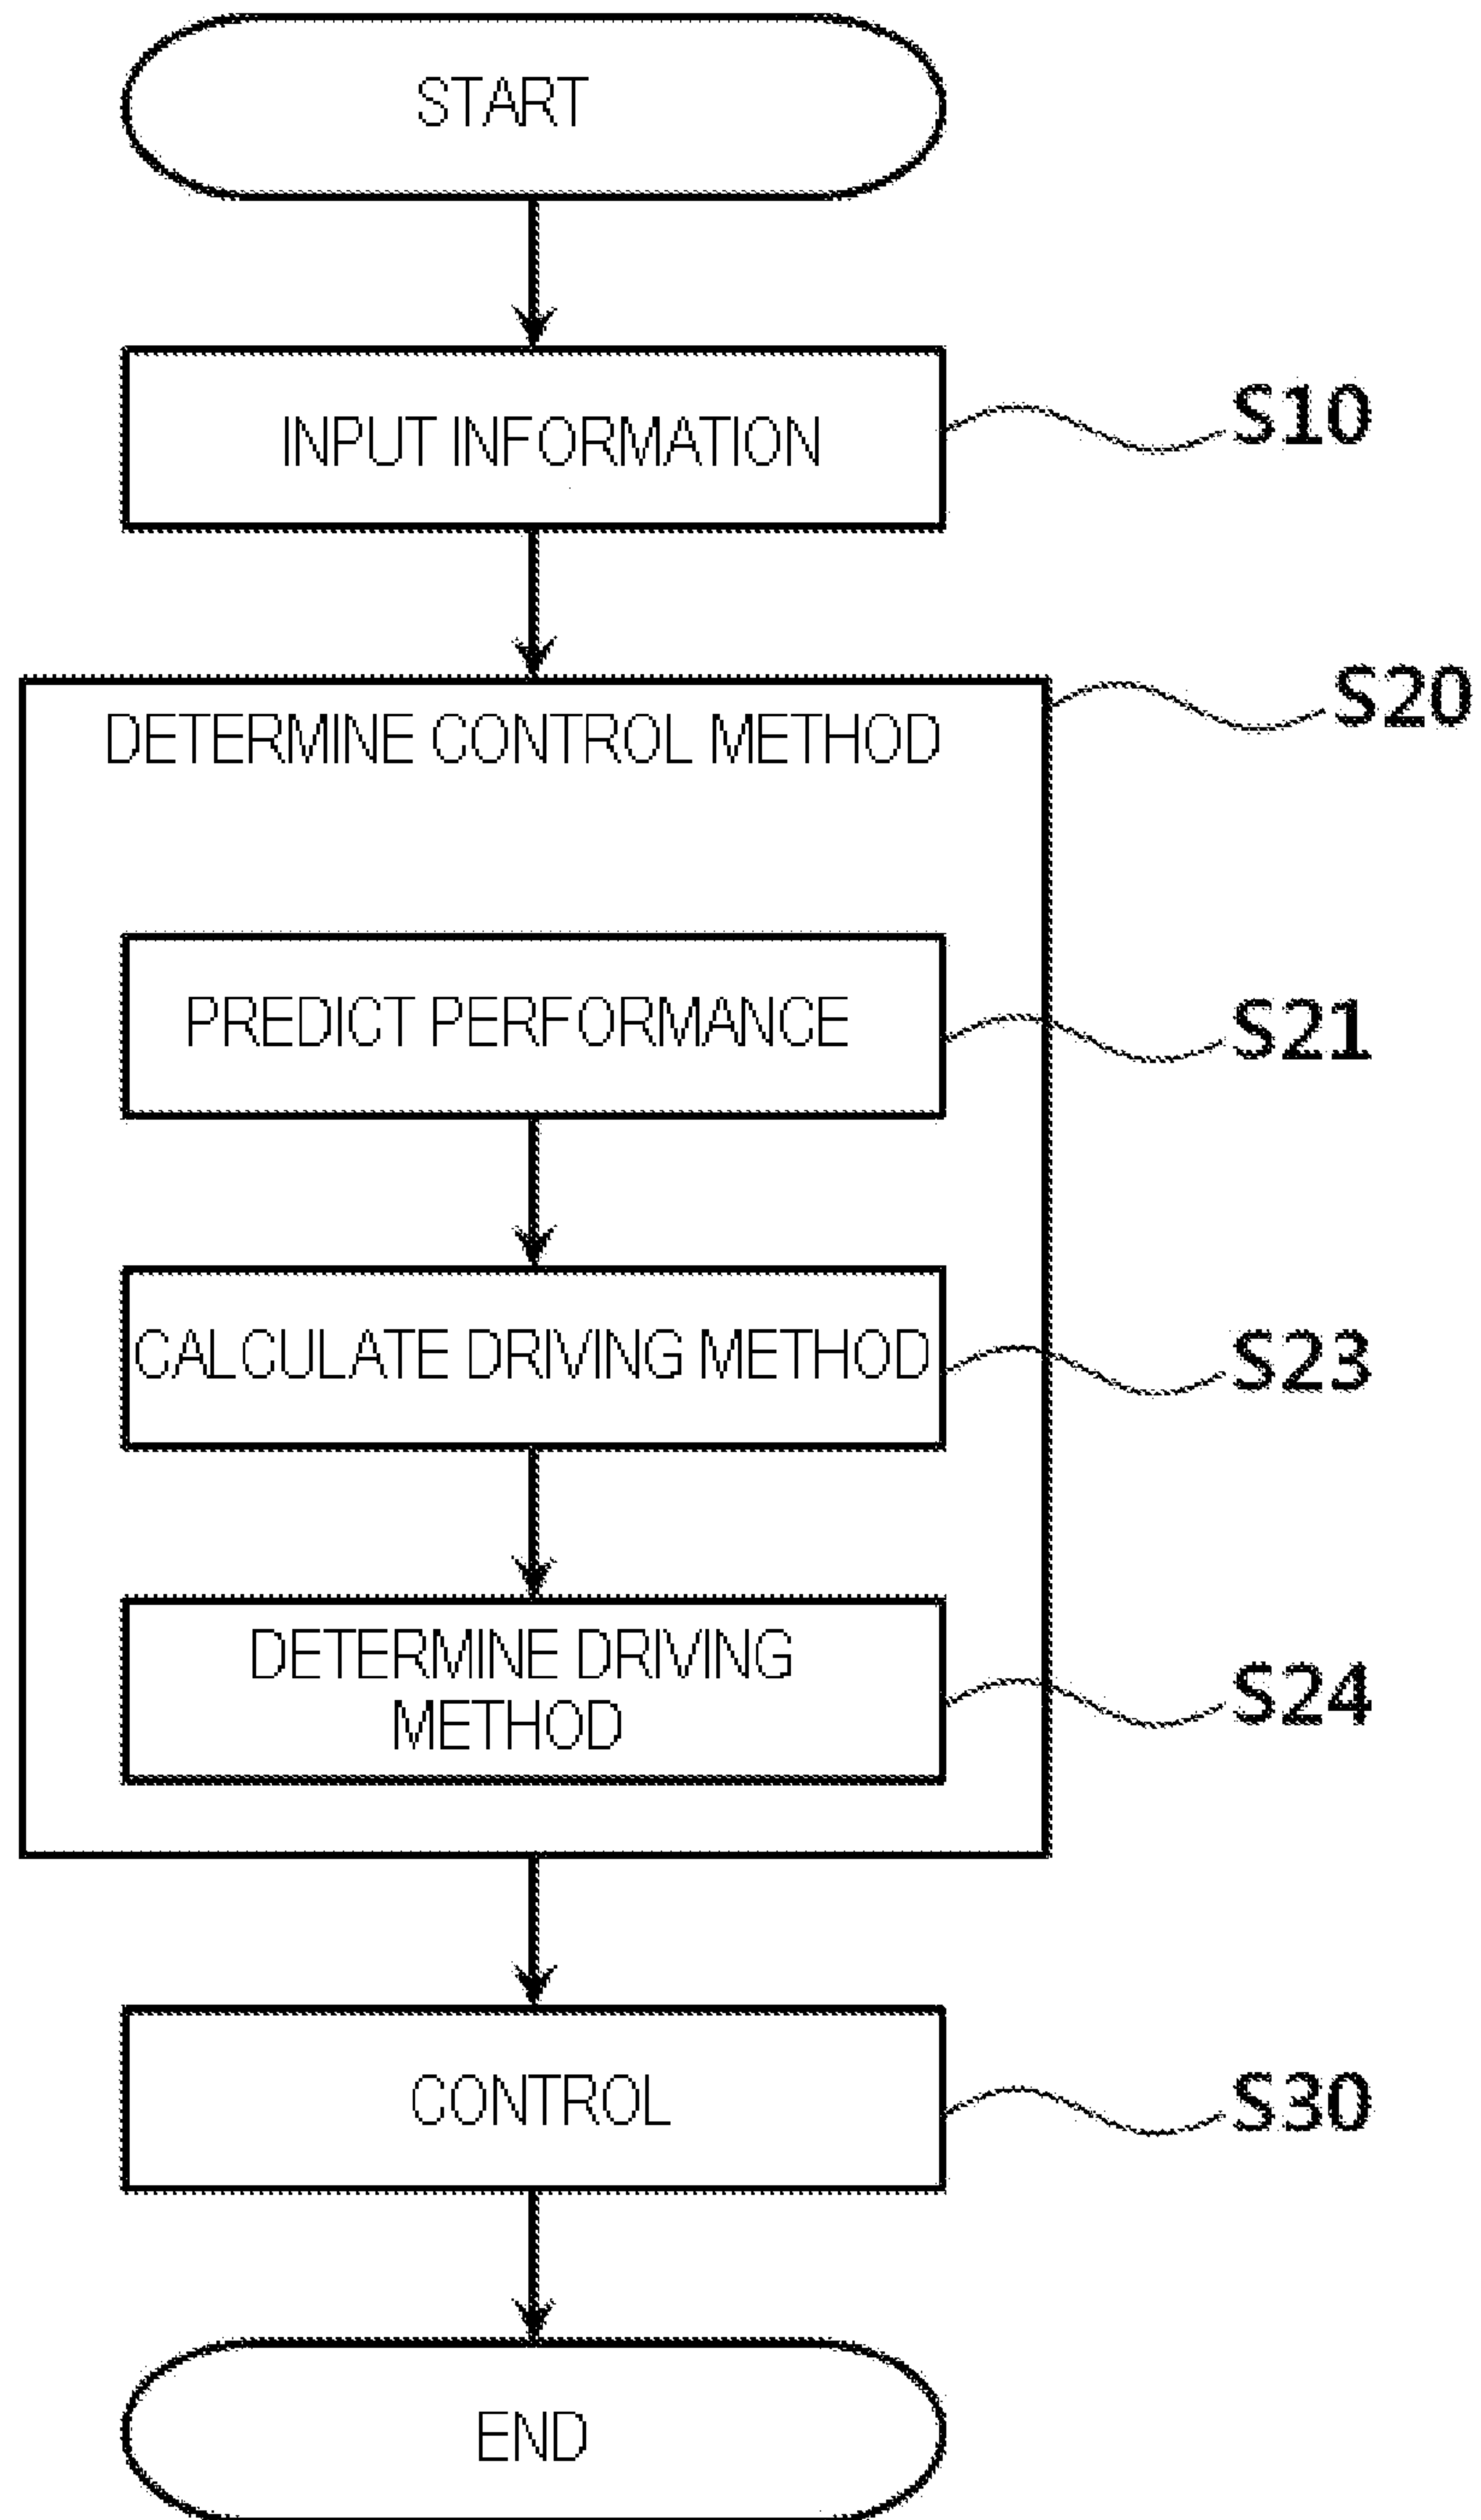 START
INPUT INFORMATION
S10
DETERMINE CONTROL METHOD
S20
PREDICT PERFORMANCE
S21
CALCULATE DRIVING METHOD
S23
DETERMINE DRIVING
METHOD
S24
CONTROL
S30
END